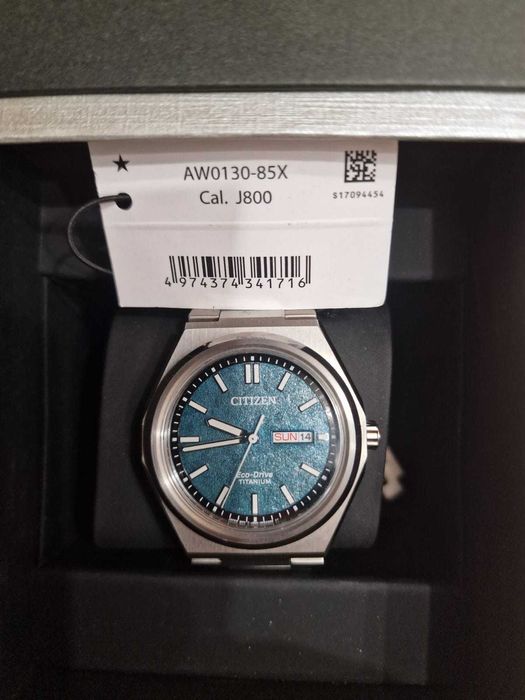 AW0130-85X
Cal. J800
S17094454
4 974374 341716
CITIZEN
SUN 14
Eco-Drive
TITANIUM